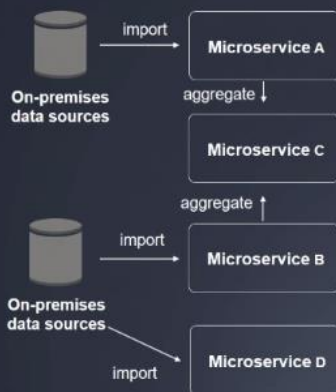 import
Microservice A
On-premises
data sources
aggregate
Microservice C
aggregate
import
Microservice B
On-premises
data sources
Microservice D
import